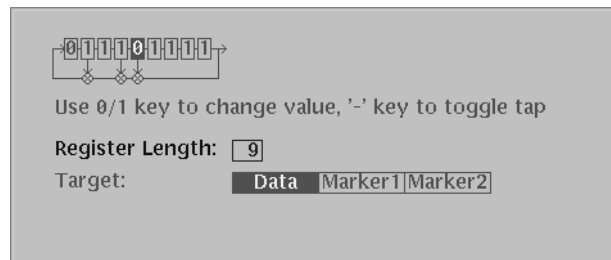 011101111
Use 0/1 key to change value, '-' key to toggle tap
Register Length: 9
Target: Data Marker1 Marker2